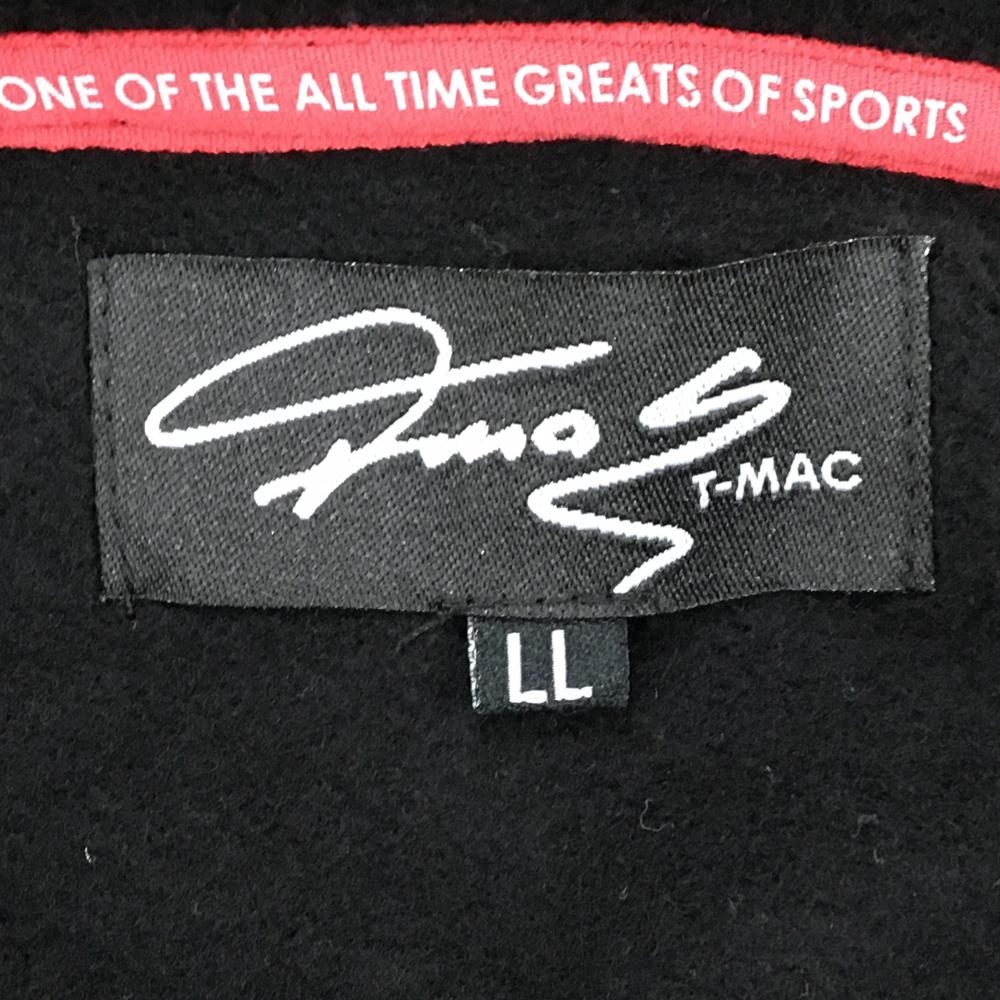 ONE OF THE ALL TIME GREATS OF SPORTS
T-MAC
LL